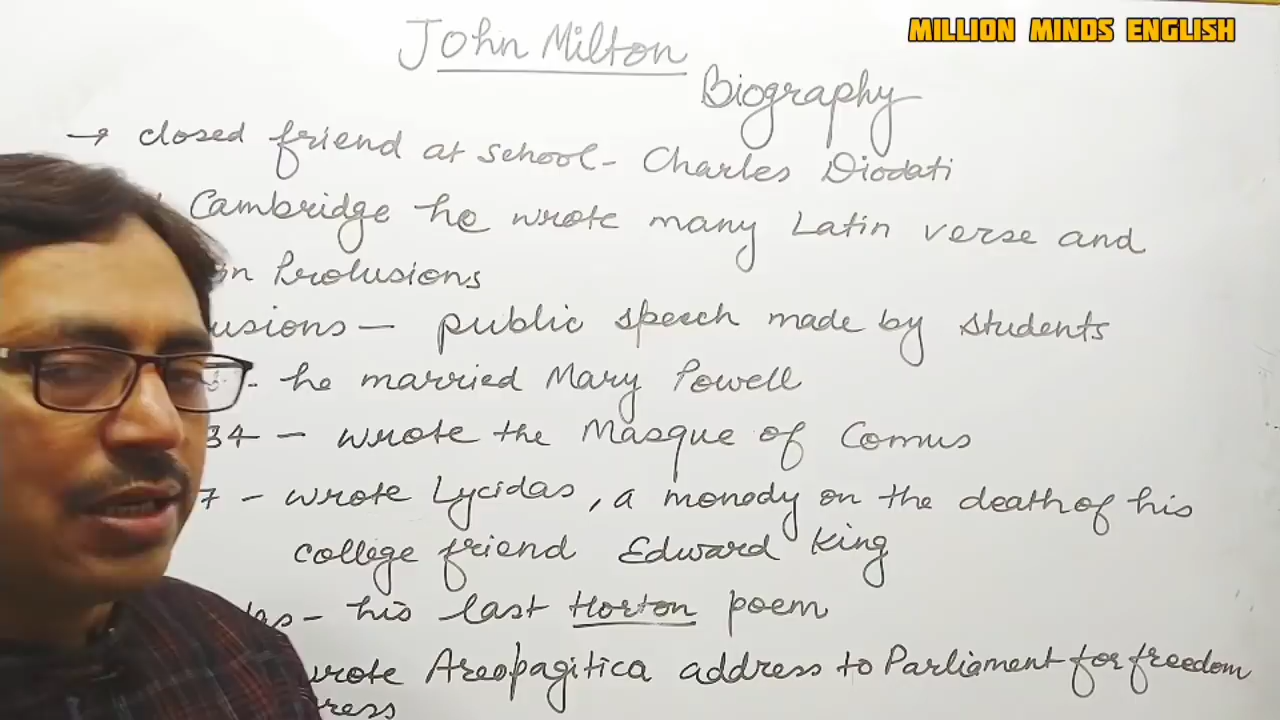 MILLION MINDS ENGLISH
John Milton
Biography
→ closed friend at school - Charles Diodati
Cambridge he wrote many Latin verse and
Prolusions
usions — public speech made by students
- he married Mary Powell
34 - wrote the Masque of Comus
7 - wrote Lycidas, a monody on the death of his
college friend Edward King
- his last Horton poem
wrote Areopagitica address to Parliament for freedom
ress